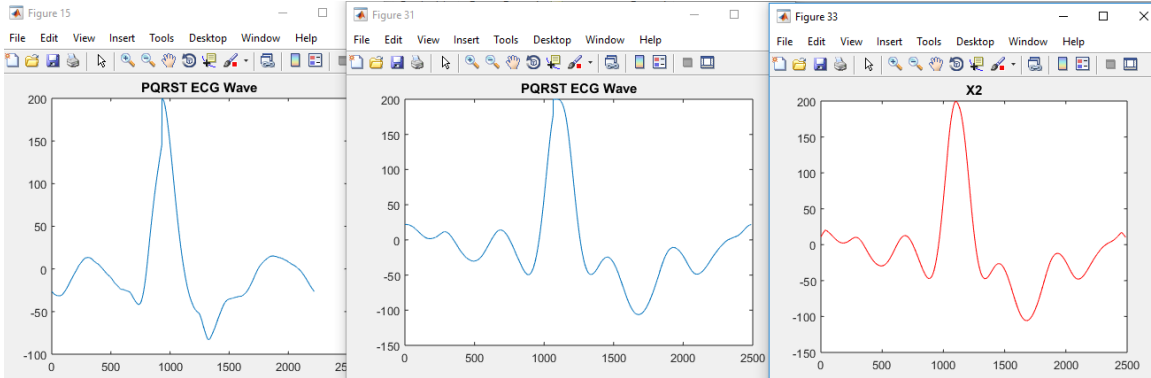 Figure 15
File Edit View Insert Tools Desktop Window Help
PQRST ECG Wave
200
150
100
50
0
-50
-100
0 500 1000 1500 2000
Figure 31
File Edit View Insert Tools Desktop Window Help
PQRST ECG Wave
200
150
100
50
0
-50
-100
-150
0 500 1000 1500 2000 2500
Figure 33
File Edit View Insert Tools Desktop Window Help
X2
200
150
100
50
0
-50
-100
-150
0 500 1000 1500 2000 2500